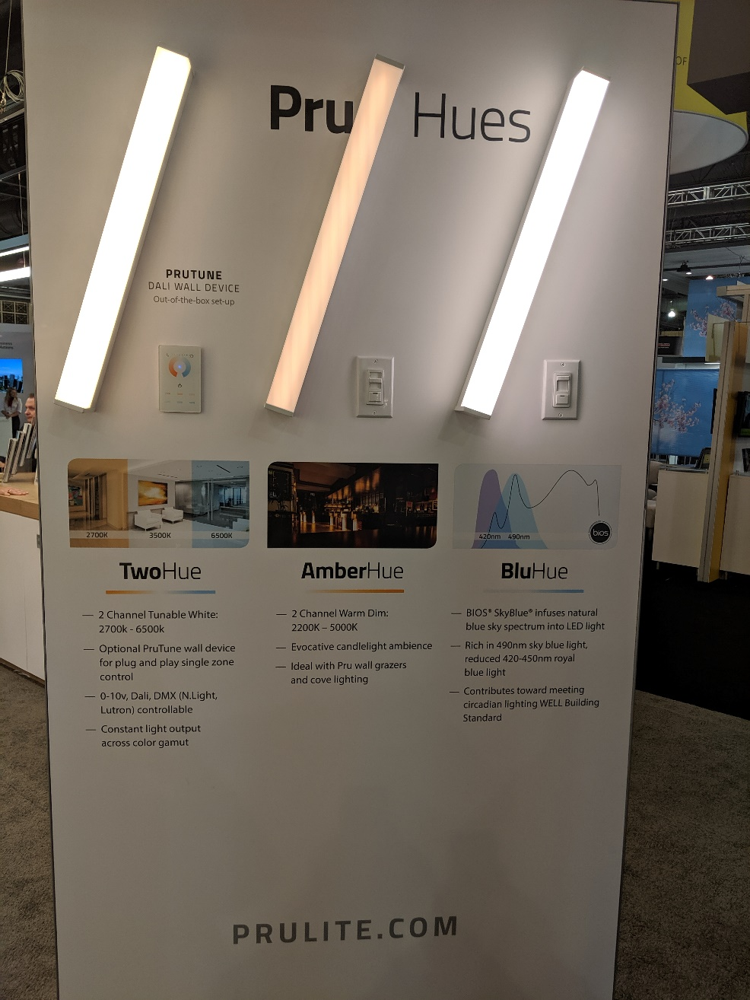 Pru Hues
OF
PRUTUNE
DALI WALL DEVICE
Out-of-the-box set-up
2700K 3500K 6500K
420nm 490nm
bios
TwoHue
2 Channel Tunable White:
2700k - 6500k
— Optional PruTune wall device
for plug and play single zone
control
— 0-10v, Dali, DMX (N.Light,
Lutron) controllable
— Constant light output
across color gamut
AmberHue
— 2 Channel Warm Dim:
2200K – 5000K
— Evocative candlelight ambience
— Ideal with Pru wall grazers
and cove lighting
BluHue
— BIOS® SkyBlue® infuses natural
blue sky spectrum into LED light
— Rich in 490nm sky blue light,
reduced 420-450nm royal
blue light
— Contributes toward meeting
circadian lighting WELL Building
Standard
PRULITE.COM